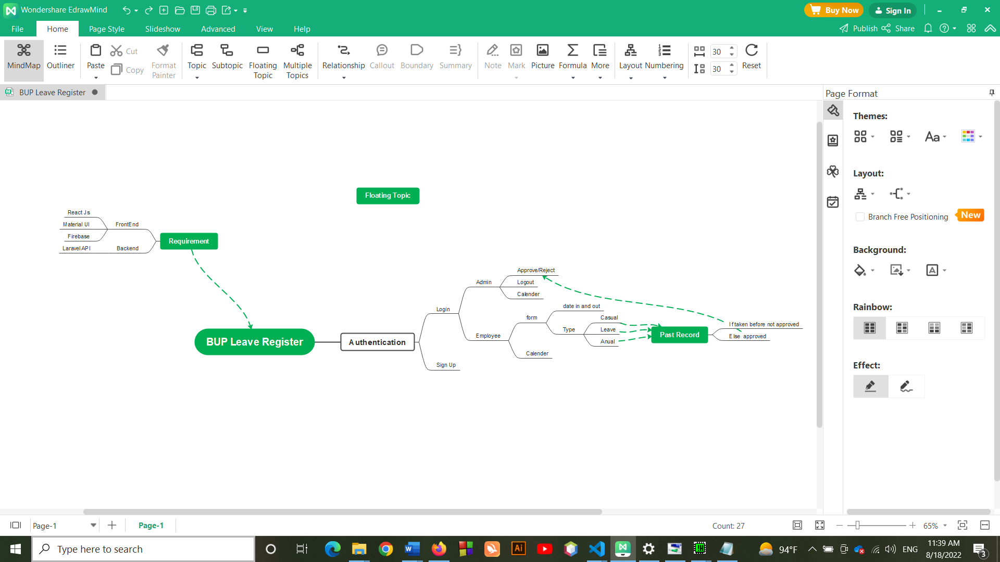 Wondershare EdrawMind
Buy Now
Sign In
File
Home
Page Style
Slideshow
Advanced
View
Help
Publish
Share
MindMap
Outliner
Paste
Cut
Copy
Format
Painter
Topic
Subtopic
Floating
Topic
Multiple
Topics
Relationship
Callout
Boundary
Summary
Note
Mark
Picture
Formula
More
Layout
Numbering
30
30
Reset
BUP Leave Register
Page Format
Themes:
Aa
Layout:
Branch Free Positioning
New
Background:
Rainbow:
Effect:
Floating Topic
React Js
Material UI
Firebase
Laravel API
FrontEnd
Backend
Requirement
BUP Leave Register
Authentication
Login
Sign Up
Admin
Employee
Approve/Reject
Logout
Calender
form
Calender
date in and out
Type
Casual
Leave
Anual
Past Record
If taken before not approved
Else approved
Page-1
Page-1
Count: 27
65%
Type here to search
Ai
94°F
ENG
11:39 AM
8/18/2022
3